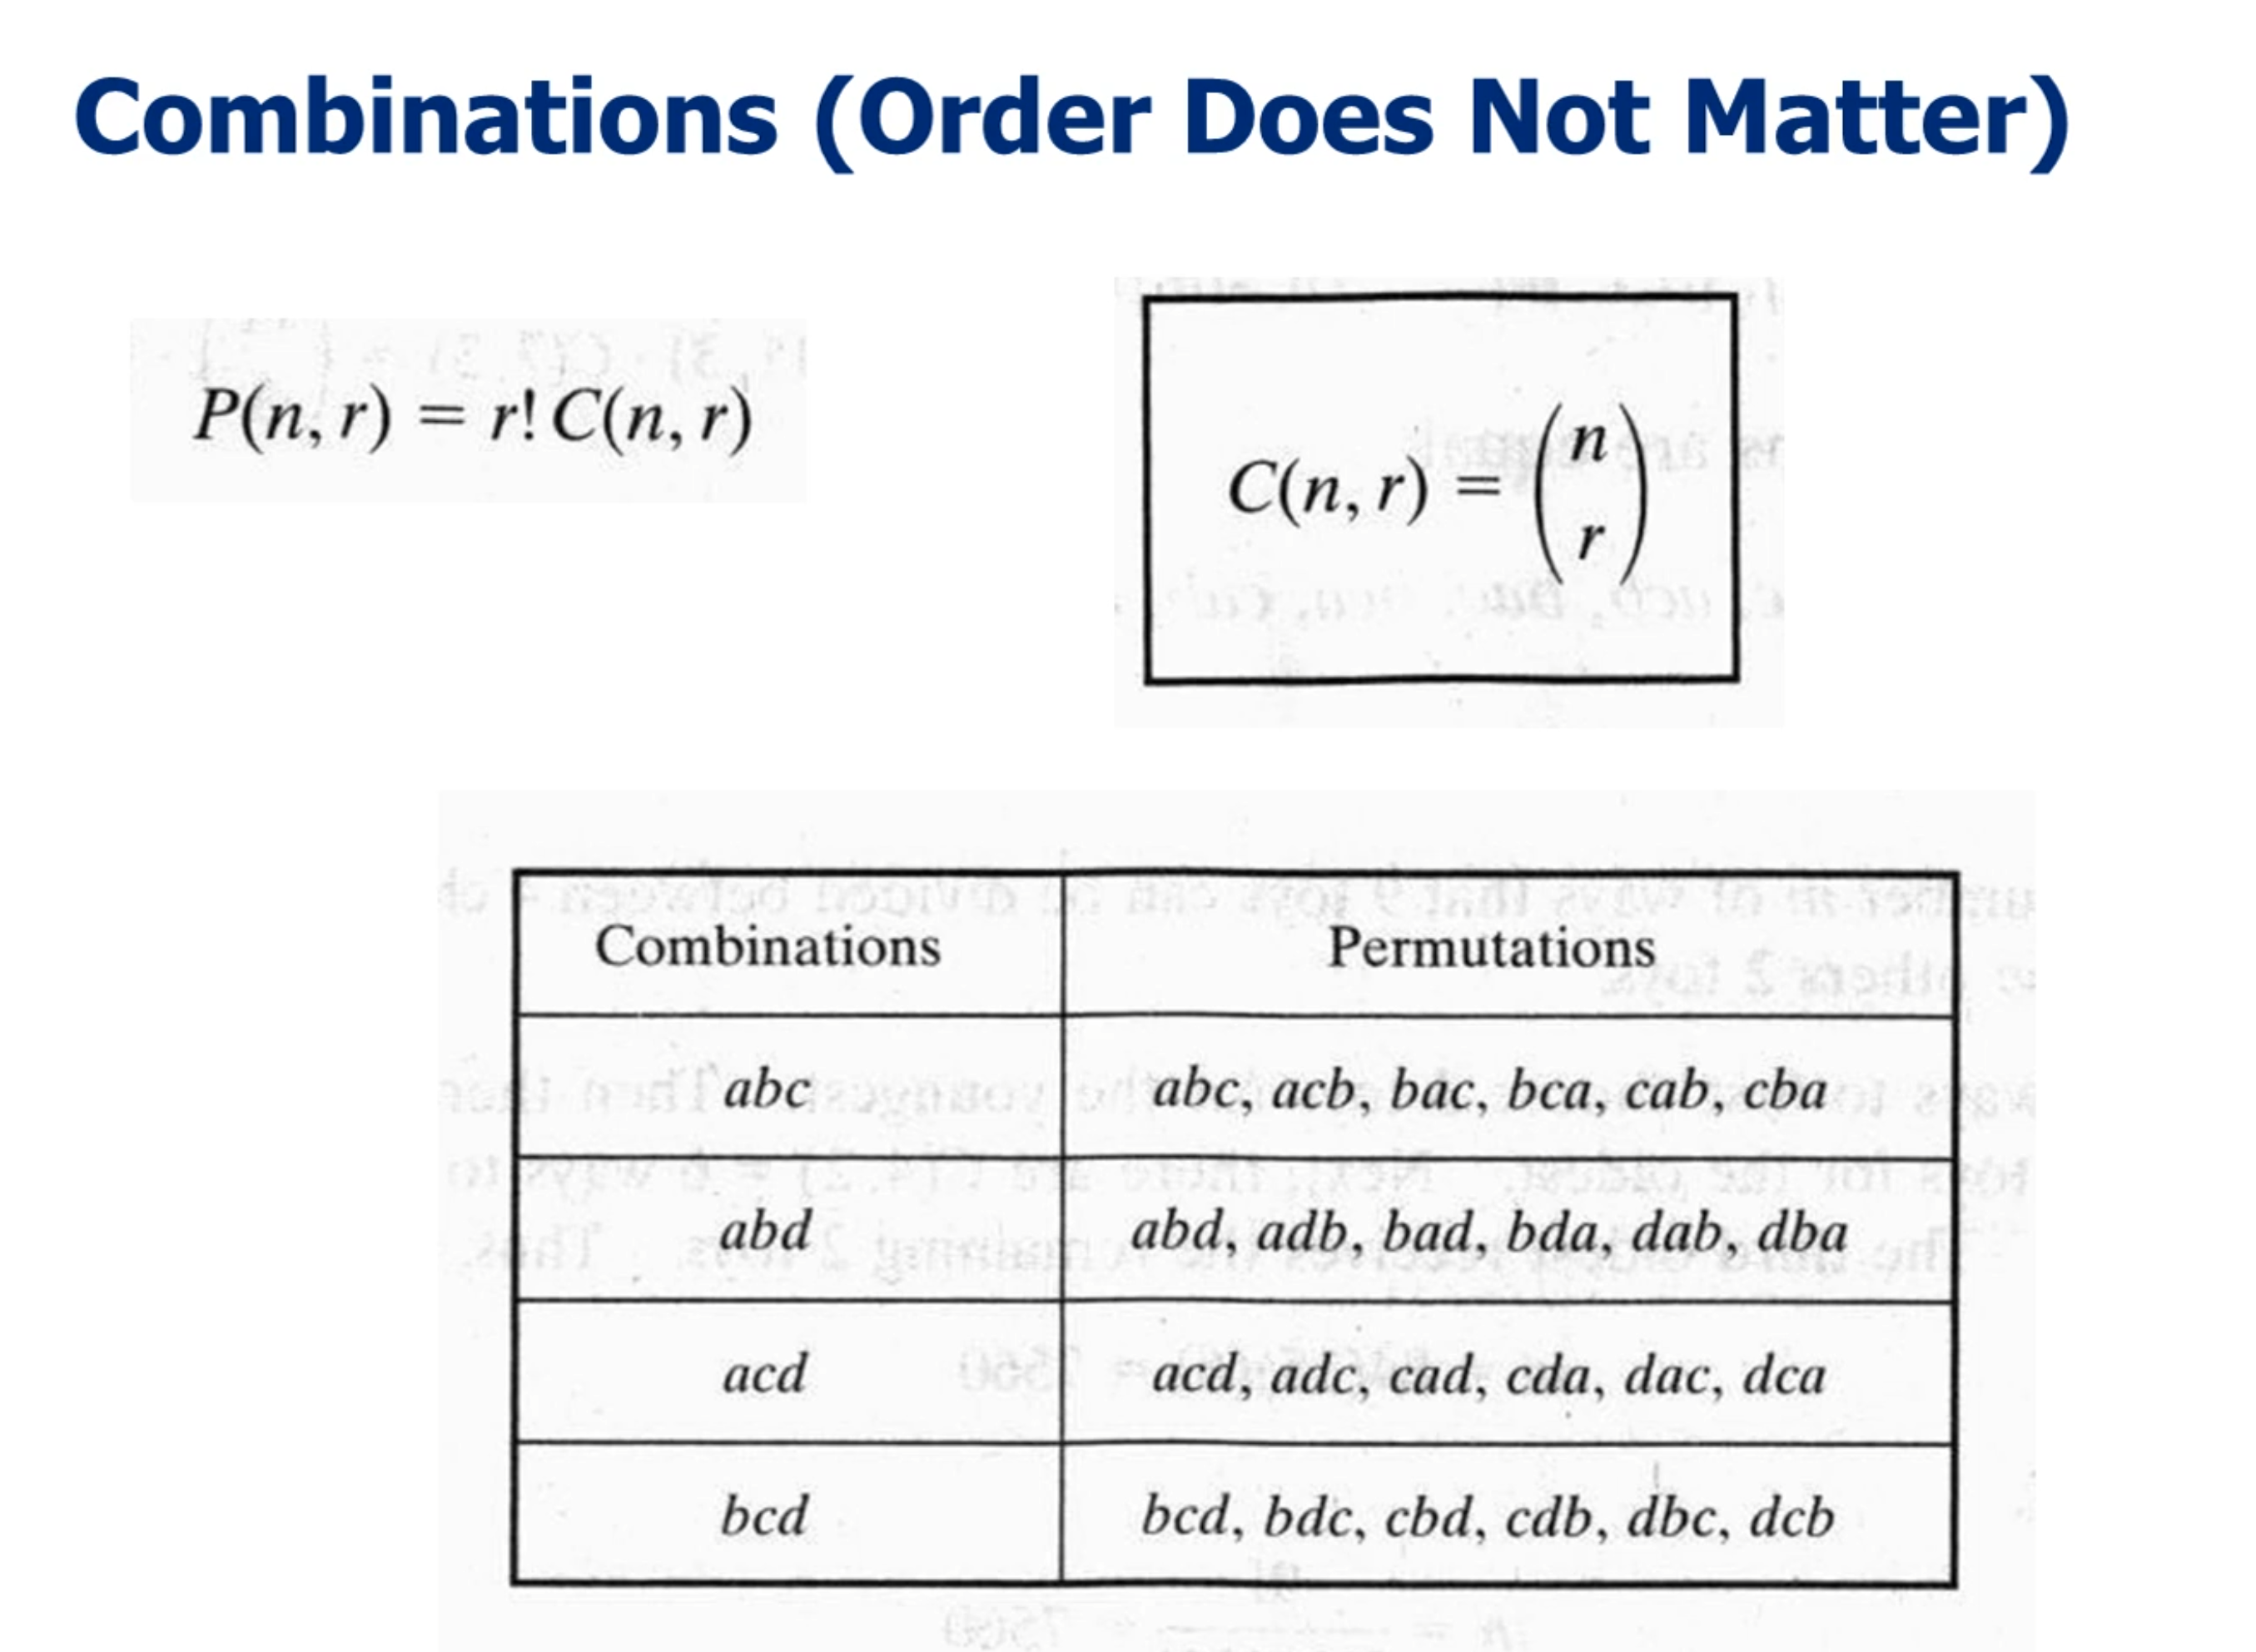 Combinations (Order Does Not Matter)
P(n, r) = r! C(n, r)
C(n, r) = (n
r)
Combinations Permutations
abc abc, acb, bac, bca, cab, cba
abd abd, adb, bad, bda, dab, dba
acd acd, adc, cad, cda, dac, dca
bcd bcd, bdc, cbd, cdb, dbc, dcb